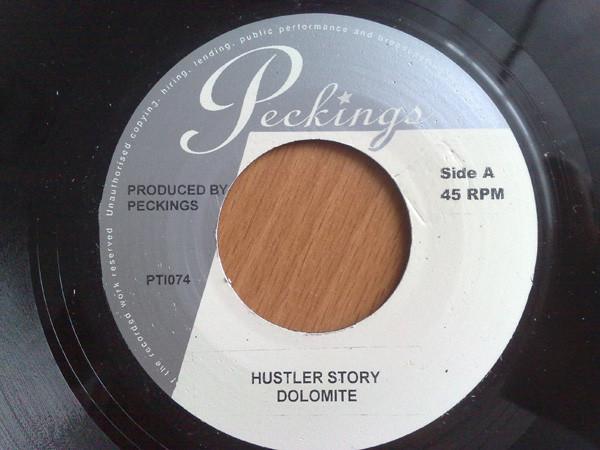 of the recorded work reserved Unauthorised copying, hiring, lending, public performance and broadcasting
Peckings
Side A
45 RPM
PRODUCED BY
PECKINGS
PTI074
HUSTLER STORY
DOLOMITE